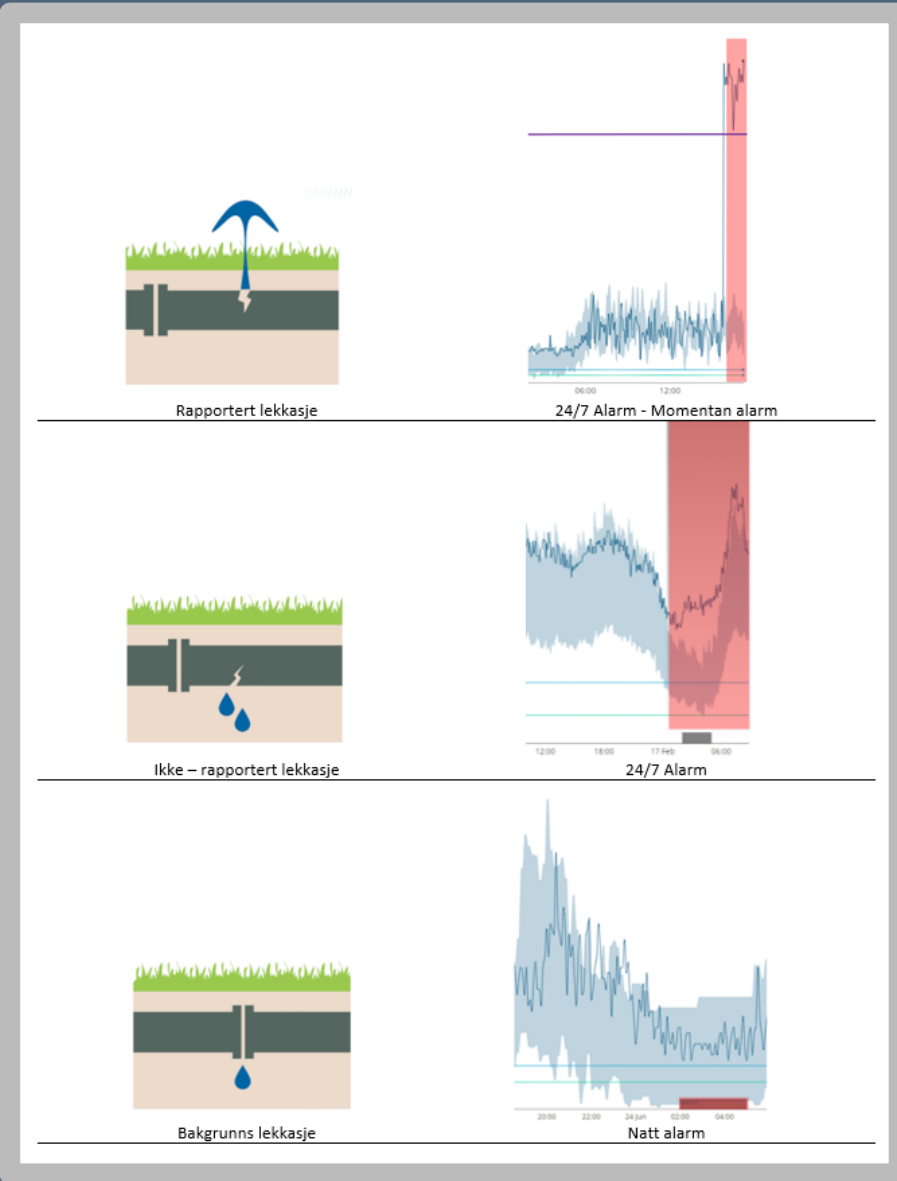 06:00 12:00
Rapportert lekkasje 24/7 Alarm - Momentan alarm
12:00 18:00 17 Feb 06:00
Ikke – rapportert lekkasje 24/7 Alarm
20:00 22:00 24 Jun 02:00 04:00
Bakgrunns lekkasje Natt alarm